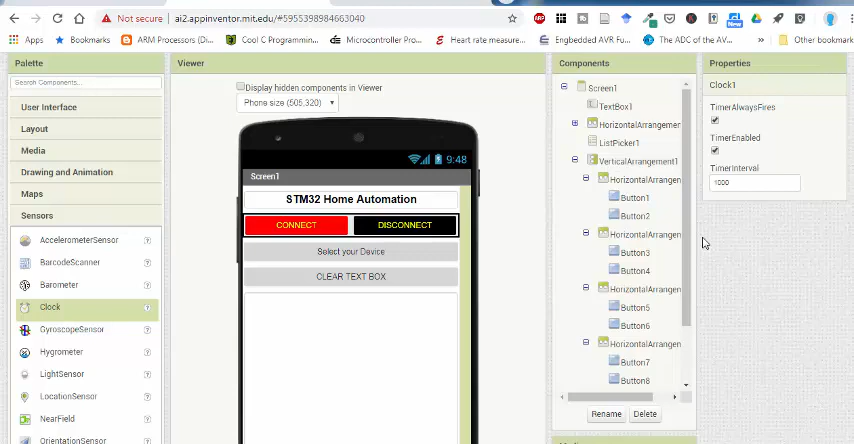 Not secure
ai2.appinventor.mit.edu/#5955398984663040
ABP
New
Apps
Bookmarks
ARM Processors (Di...
Cool C Programmin...
Microcontroller Pro...
Heart rate measure...
Engbedded AVR Fu...
The ADC of the AV...
»
Other bookmark
Palette
Viewer
Components
Properties
Search Components...
User Interface
Layout
Media
Drawing and Animation
Maps
Sensors
AccelerometerSensor
BarcodeScanner
Barometer
Clock
GyroscopeSensor
Hygrometer
LightSensor
LocationSensor
NearField
OrientationSensor
Display hidden components in Viewer
Phone size (505,320)
9:48
Screen1
STM32 Home Automation
CONNECT
DISCONNECT
Select your Device
CLEAR TEXT BOX
Screen1
TextBox1
HorizontalArrangemer
ListPicker1
VerticalArrangement1
HorizontalArrangen
Button1
Button2
HorizontalArrangen
Button3
Button4
HorizontalArrangen
Button5
Button6
HorizontalArrangen
Button7
Button8
Rename
Delete
Clock1
TimerAlwaysFires
TimerEnabled
TimerInterval
1000